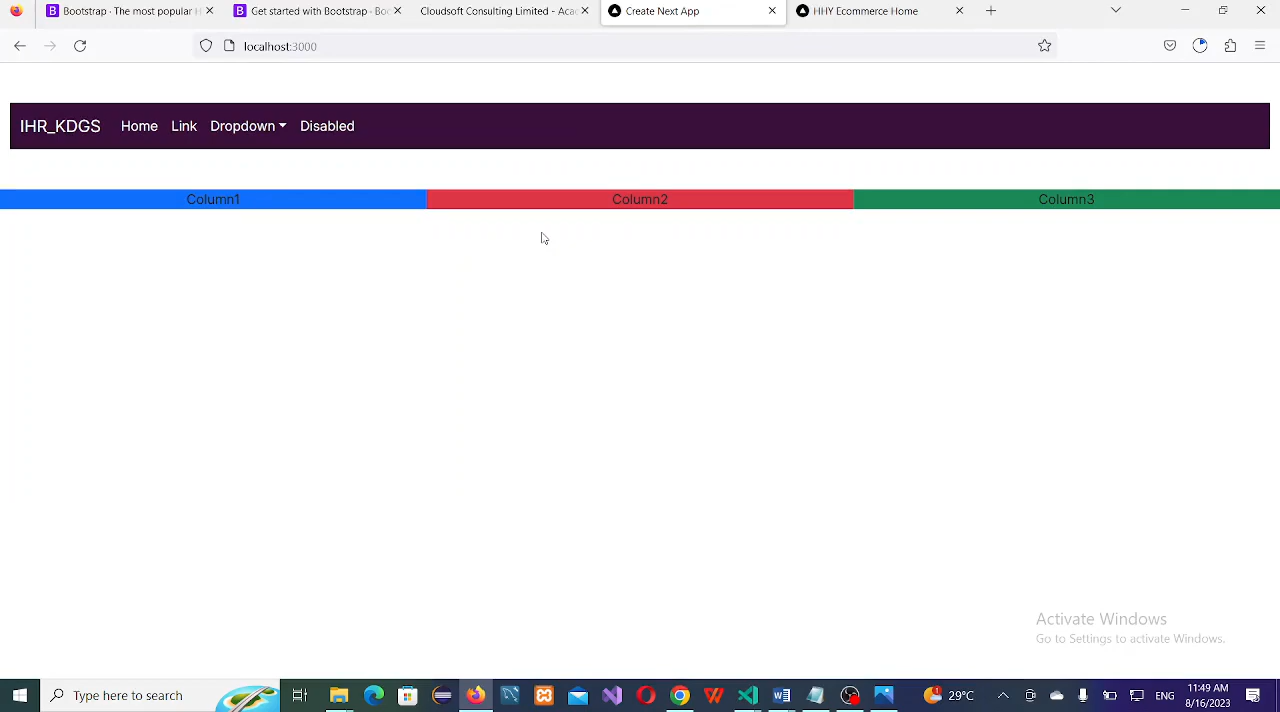 Bootstrap · The most popular H
Get started with Bootstrap · Boo
Cloudsoft Consulting Limited - Aca
Create Next App
HHY Ecommerce Home
localhost:3000
IHR_KDGS Home Link Dropdown Disabled
Column1 Column2 Column3
Activate Windows
Go to Settings to activate Windows.
Type here to search
29°C
ENG
11:49 AM
8/16/2023